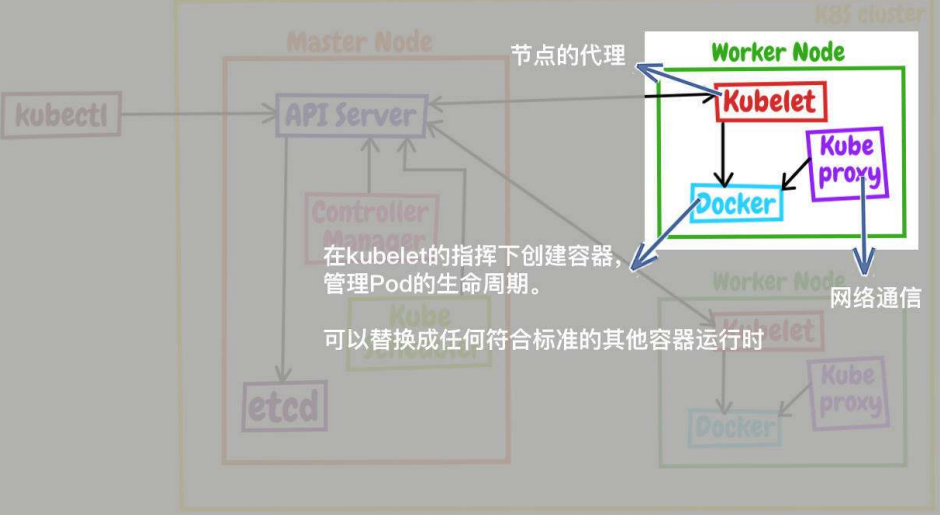 K8S cluster
Master Node
节点的代理
Worker Node
kubectl
API Server
Kubelet
Kube
proxy
Docker
Controller
Manager
在kubelet的指挥下创建容器,
管理Pod的生命周期。
Worker Node
网络通信
Kube
Scheduler
可以替换成任何符合标准的其他容器运行时
Kubelet
etcd
Kube
proxy
Docker